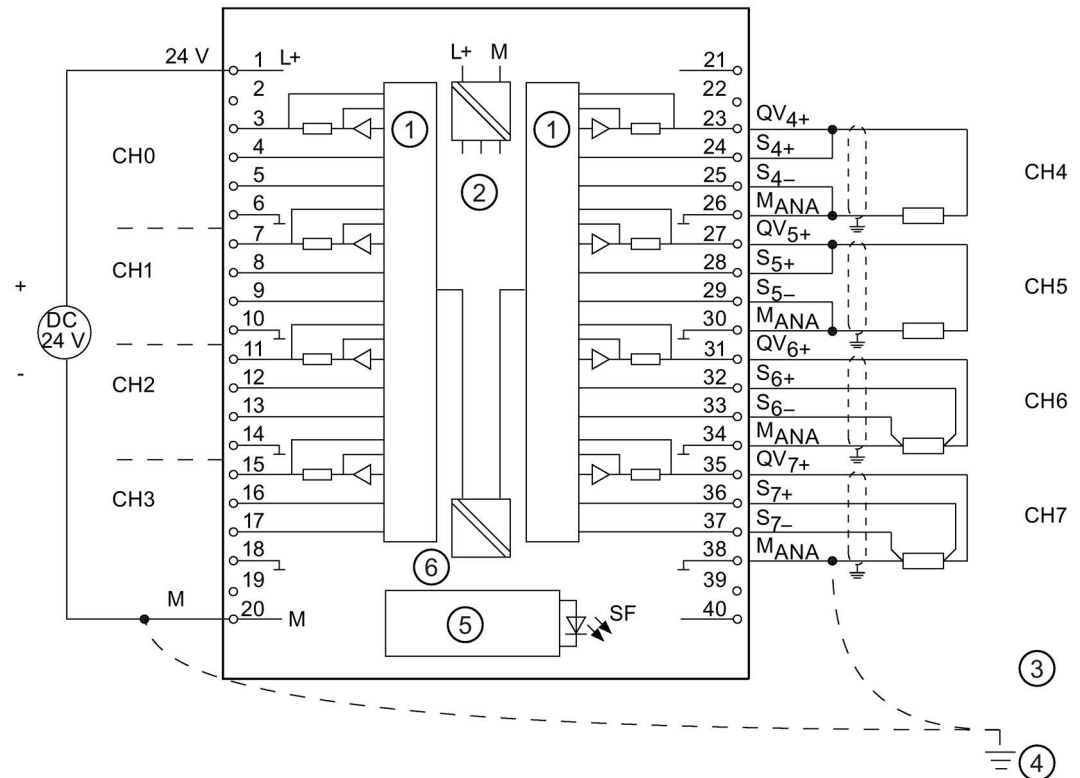 24 V
1 L+
2
3
4
5
6
7
8
9
10
11
12
13
14
15
16
17
18
19
20 M
M
CH0
CH1
CH2
CH3
+
DC
24 V
-
L+ M
1
1
2
6
5
SF
21
22
23
24
25
26
27
28
29
30
31
32
33
34
35
36
37
38
39
40
QV4+
S4+
S4–
MANA
QV5+
S5+
S5–
MANA
QV6+
S6+
S6–
MANA
QV7+
S7+
S7–
MANA
CH4
CH5
CH6
CH7
3
4